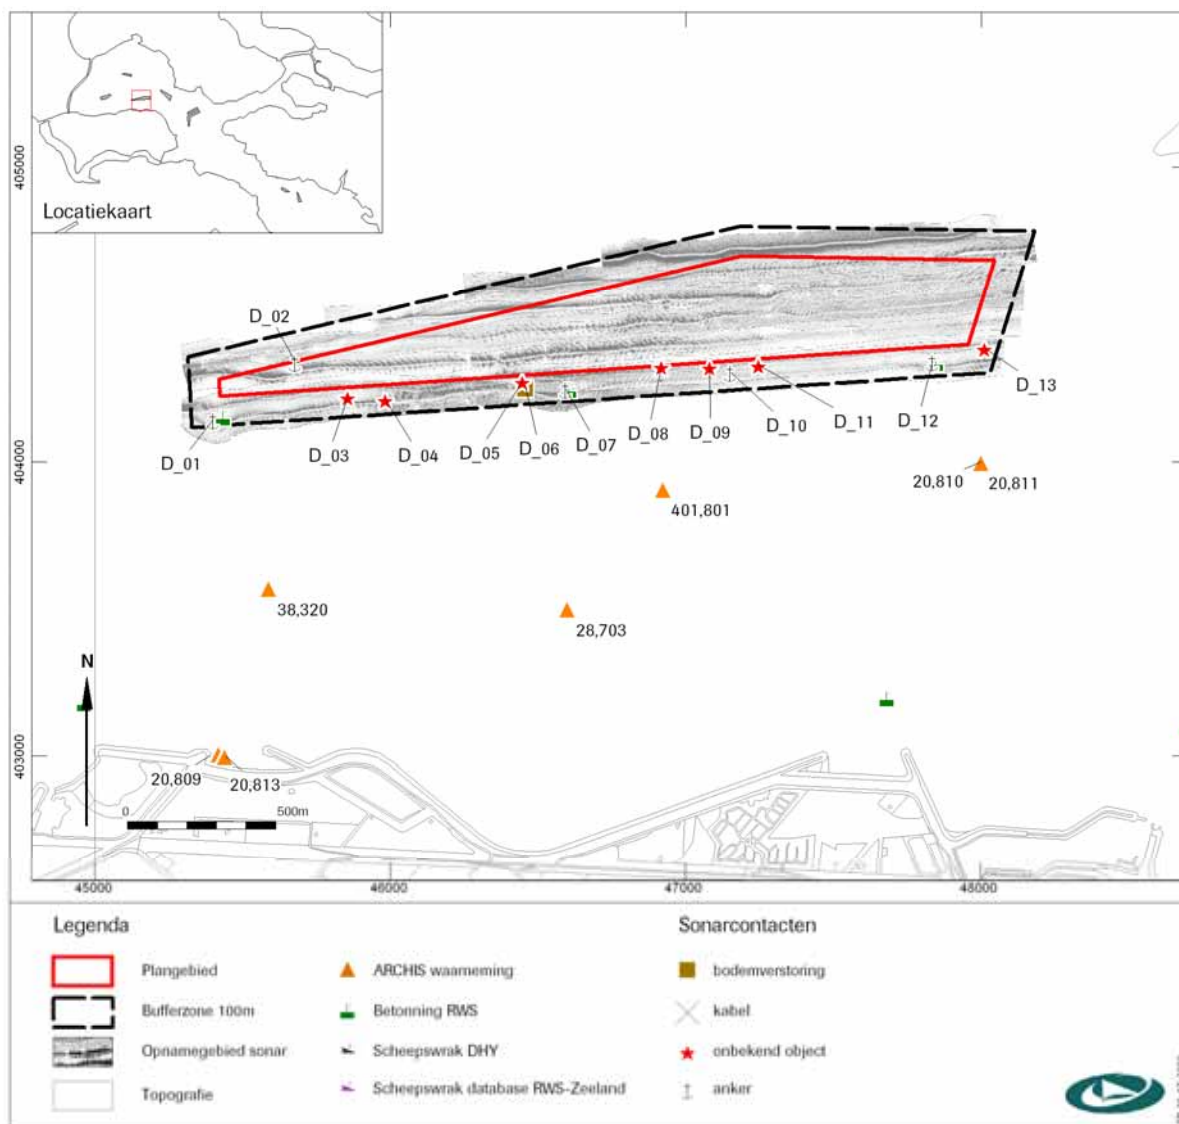 Locatiekaart
405000
D_02
D_13
D_01
D_03
D_04
D_05
D_06
D_07
D_08
D_09
D_10
D_11
D_12
404000
20,810
20,811
401,801
38,320
28,703
N
403000
20,809
20,813
0
500m
45000
46000
47000
48000
Legenda
Sonarcontacten
Plangebied
ARCHIS waarneming
bodemverstoring
Bufferzone 100m
Betonning RWS
kabel
Opnamegebied sonar
Scheepswrak DHY
onbekend object
Topografie
Scheepswrak database RWS-Zeeland
anker